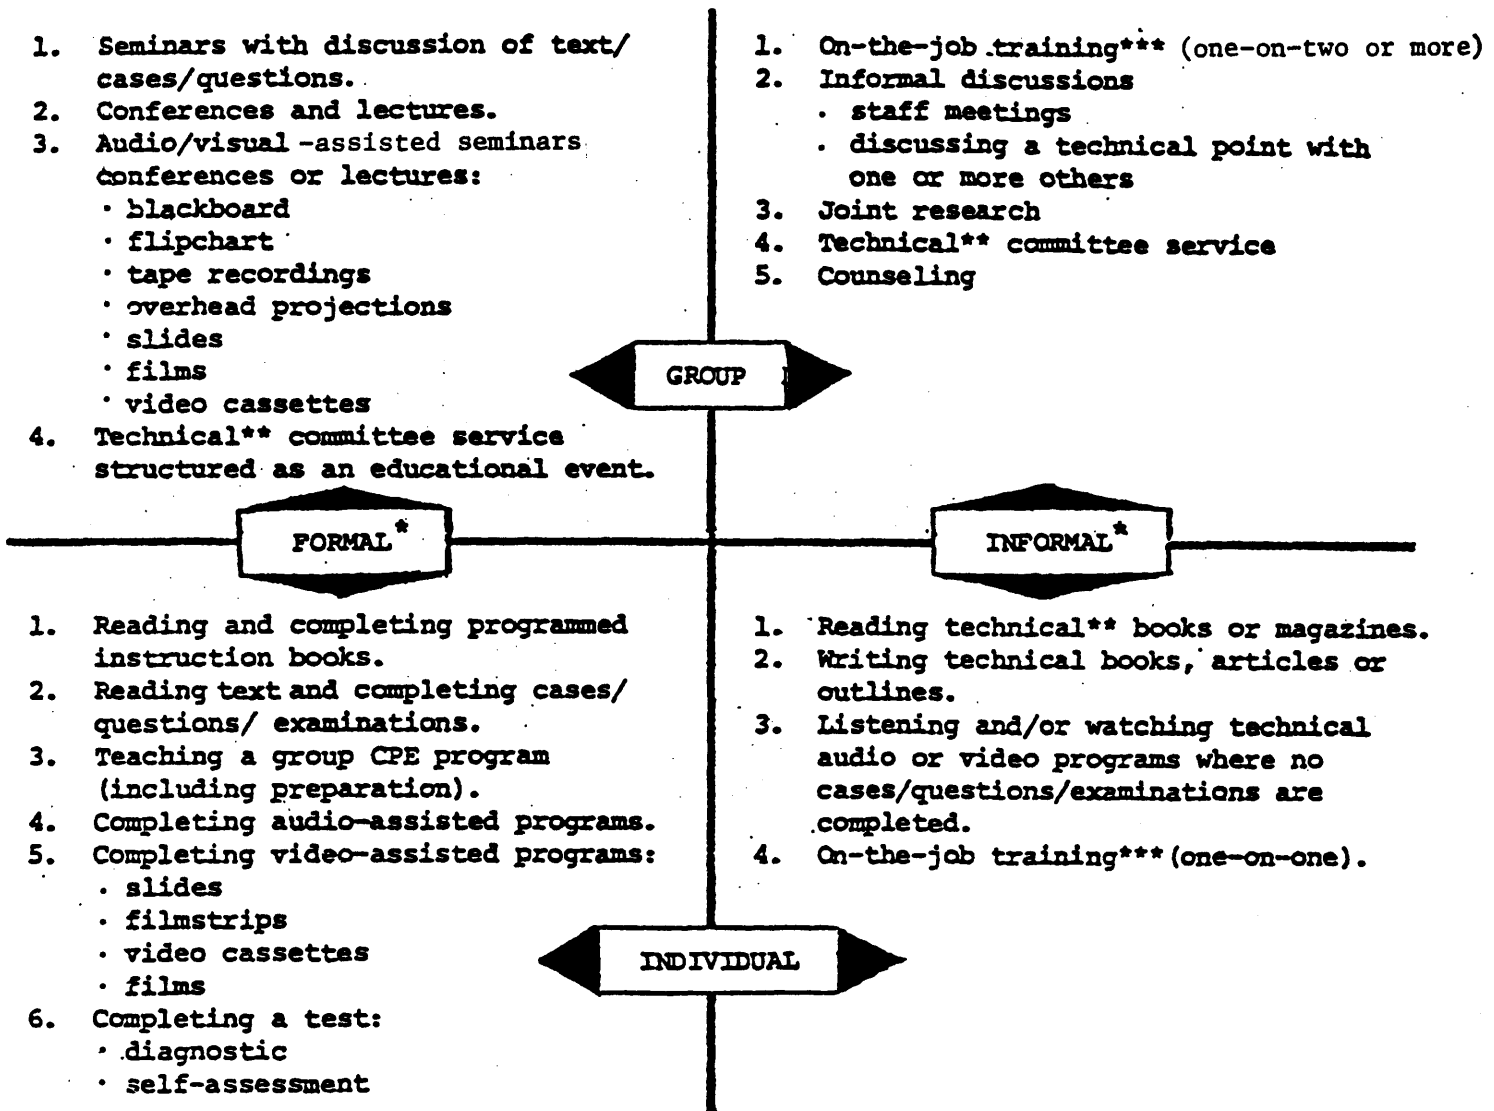 1. Seminars with discussion of text/
cases/questions.
2. Conferences and lectures.
3. Audio/visual-assisted seminars
conferences or lectures:
· blackboard
· flipchart
· tape recordings
· overhead projections
· slides
· films
· video cassettes
4. Technical** committee service
structured as an educational event.
1. On-the-job training*** (one-on-two or more)
2. Informal discussions
· staff meetings
· discussing a technical point with
one or more others
3. Joint research
4. Technical** committee service
5. Counseling
GROUP
FORMAL*
INFORMAL*
1. Reading and completing programmed
instruction books.
2. Reading text and completing cases/
questions/ examinations.
3. Teaching a group CPE program
(including preparation).
4. Completing audio-assisted programs.
5. Completing video-assisted programs:
· slides
· filmstrips
· video cassettes
· films
6. Completing a test:
· diagnostic
· self-assessment
1. Reading technical** books or magazines.
2. Writing technical books, articles or
outlines.
3. Listening and/or watching technical
audio or video programs where no
cases/questions/examinations are
completed.
4. On-the-job training*** (one-on-one).
INDIVIDUAL